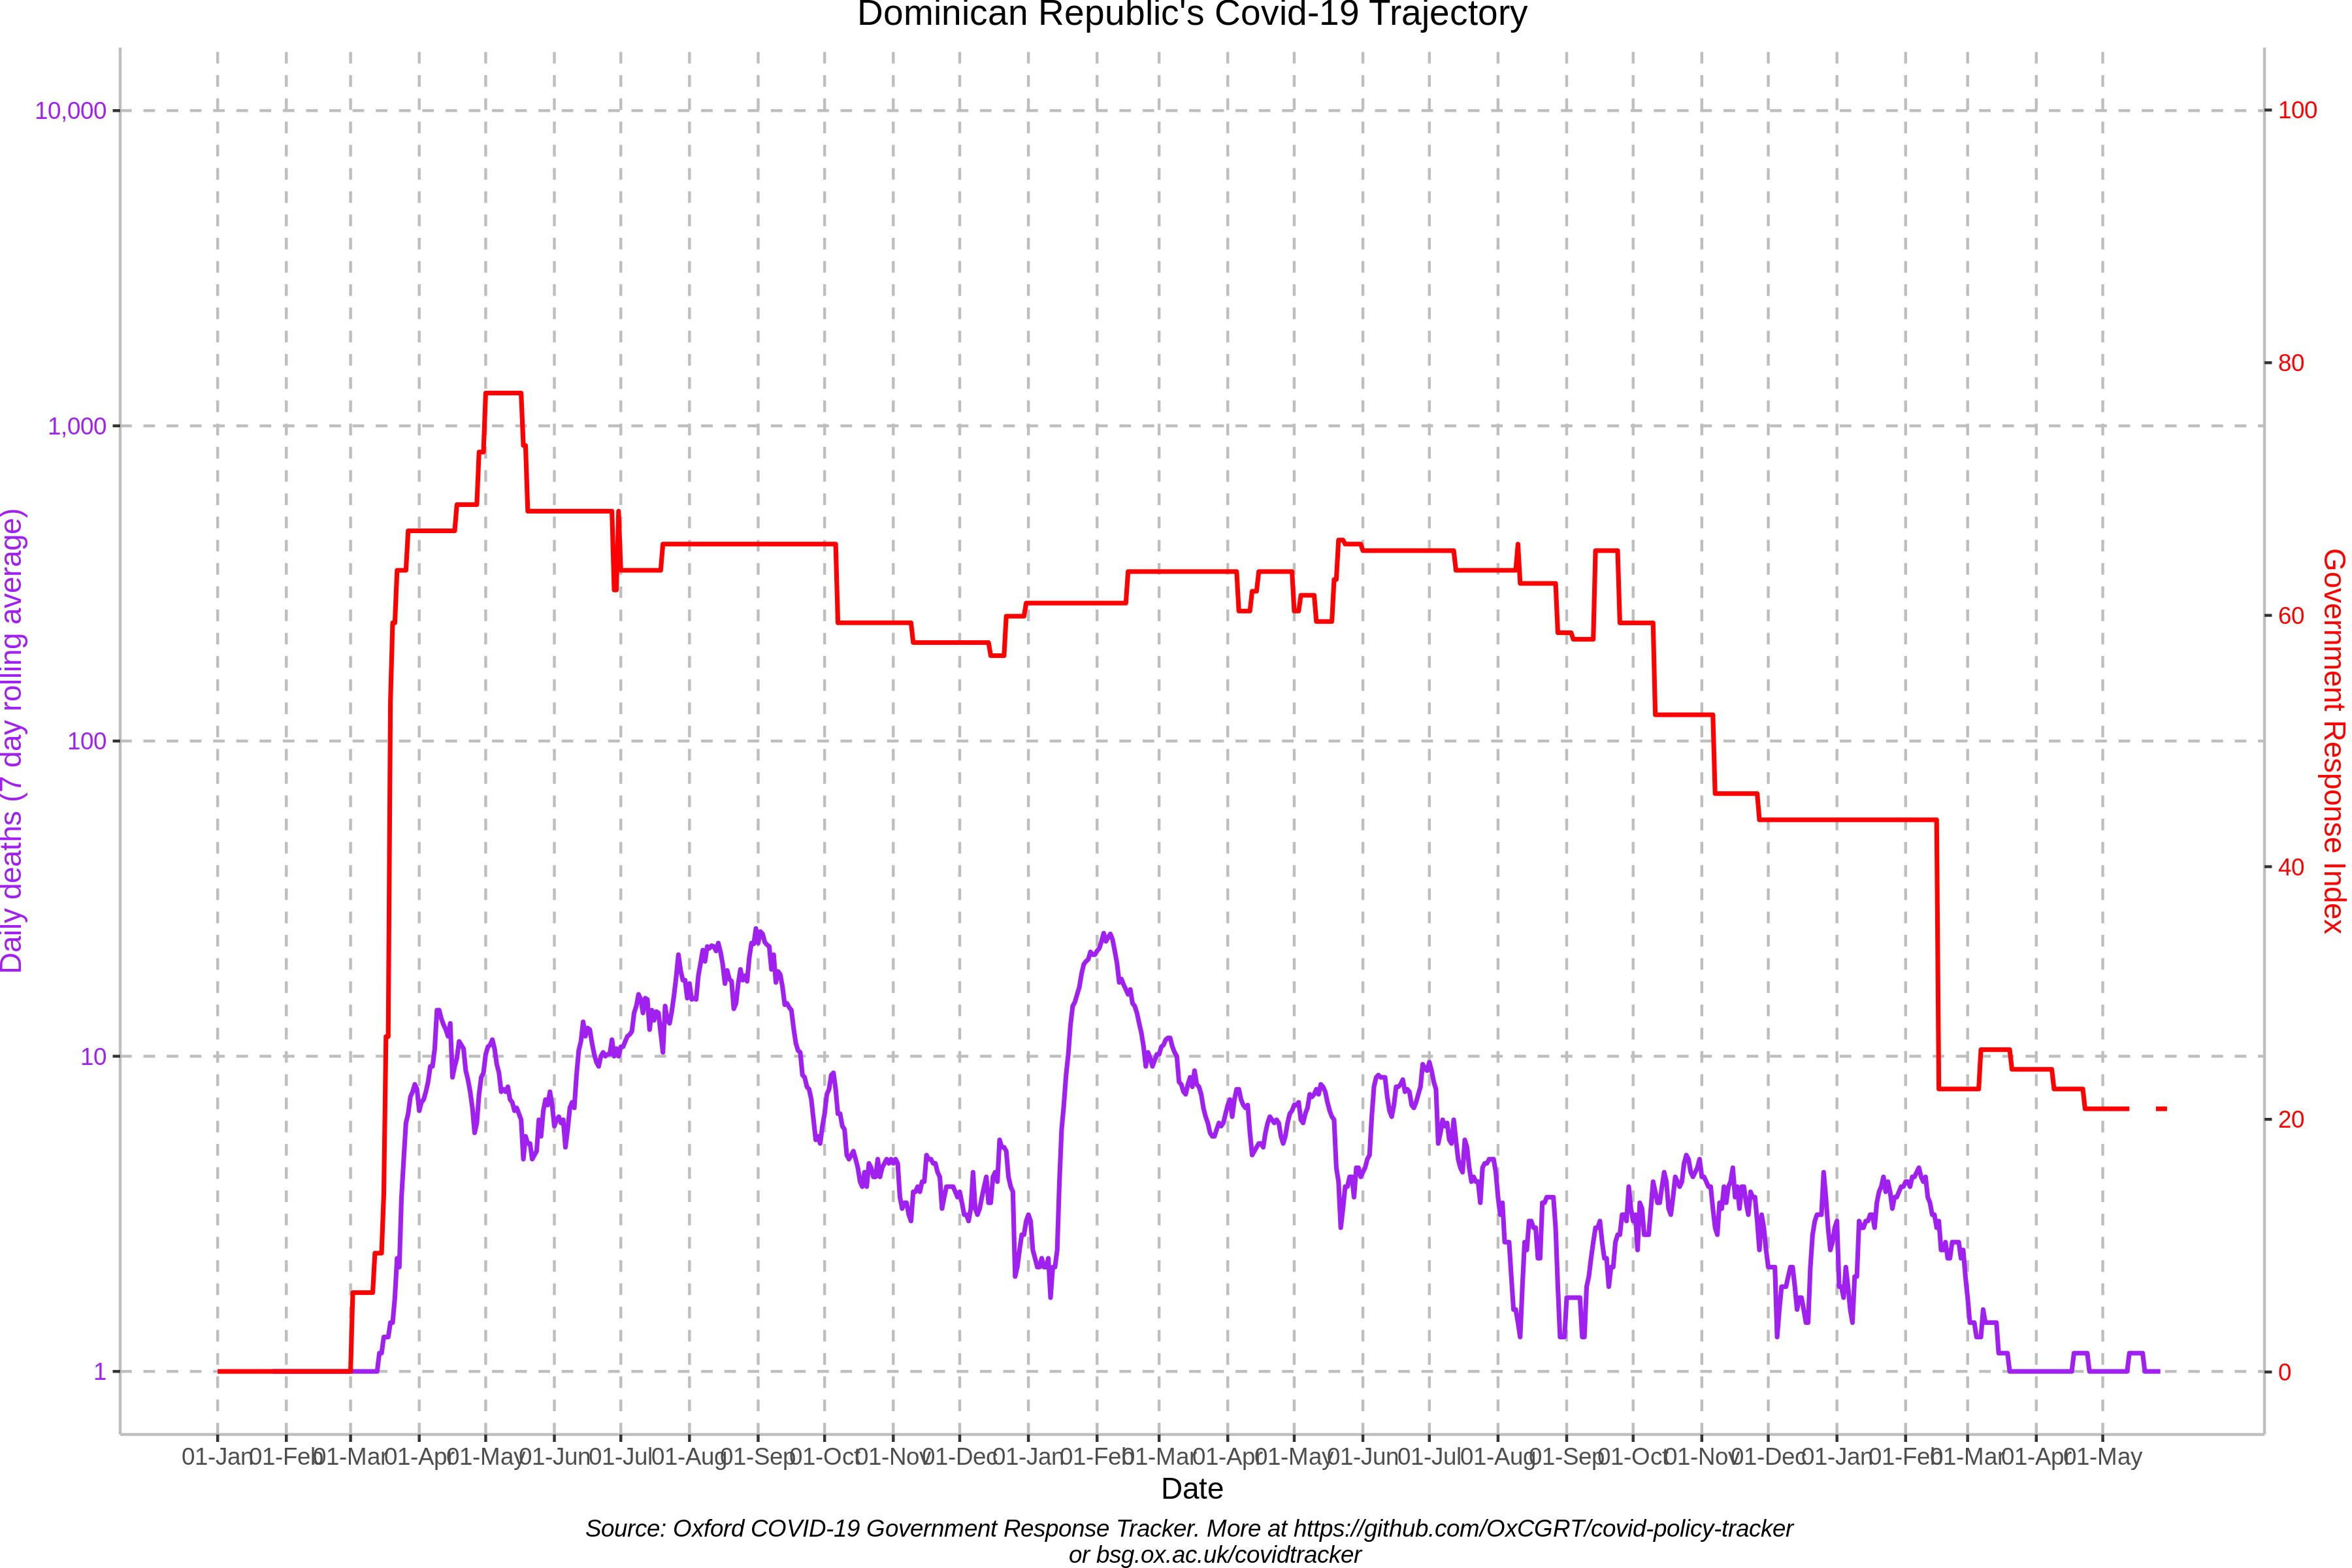 Dominican Republic's Covid-19 Trajectory
10,000
1,000
100
10
1
Daily deaths (7 day rolling average)
100
80
60
40
20
0
Government Response Index
01-Jan 01-Feb 01-Mar 01-Apr 01-May 01-Jun 01-Jul 01-Aug 01-Sep 01-Oct 01-Nov 01-Dec 01-Jan 01-Feb 01-Mar 01-Apr 01-May 01-Jun 01-Jul 01-Aug 01-Sep 01-Oct 01-Nov 01-Dec 01-Jan 01-Feb 01-Mar 01-Apr 01-May
Date
Source: Oxford COVID-19 Government Response Tracker. More at https://github.com/OxCGRT/covid-policy-tracker
or bsg.ox.ac.uk/covidtracker